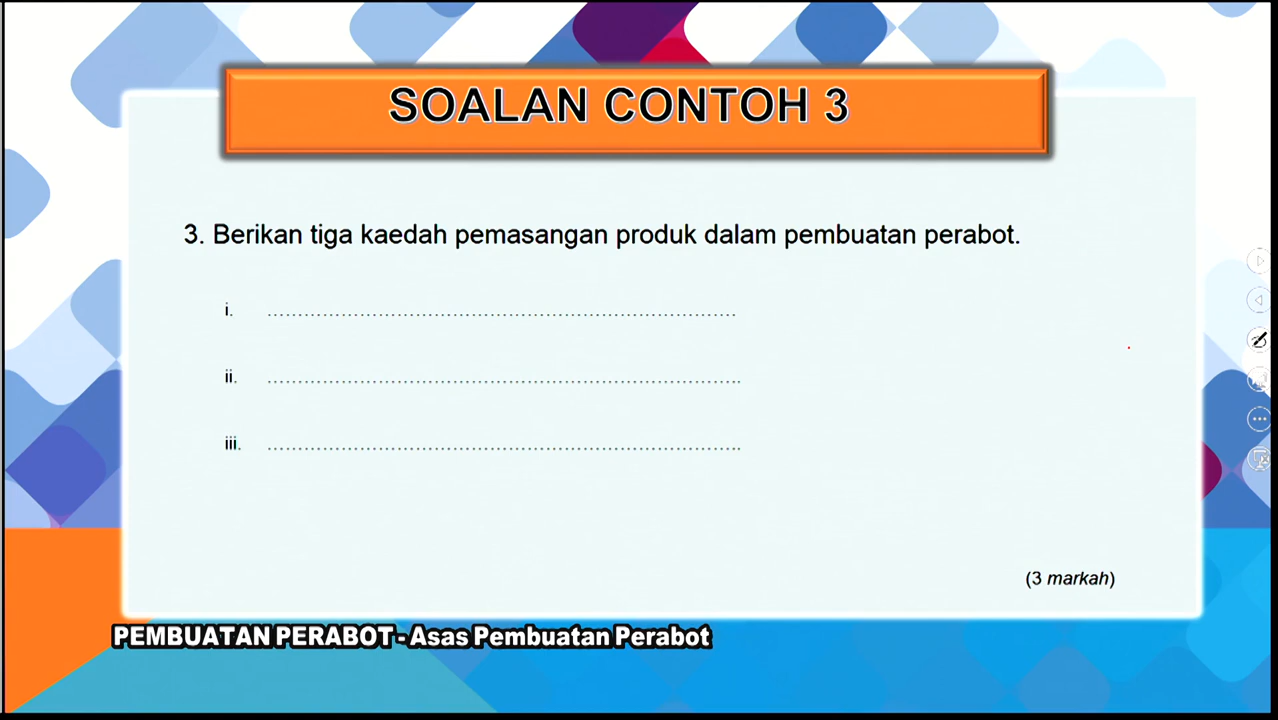 SOALAN CONTOH 3
3. Berikan tiga kaedah pemasangan produk dalam pembuatan perabot.
i. ....................................................................................
ii. ....................................................................................
iii. ....................................................................................
(3 markah)
PEMBUATAN PERABOT - Asas Pembuatan Perabot